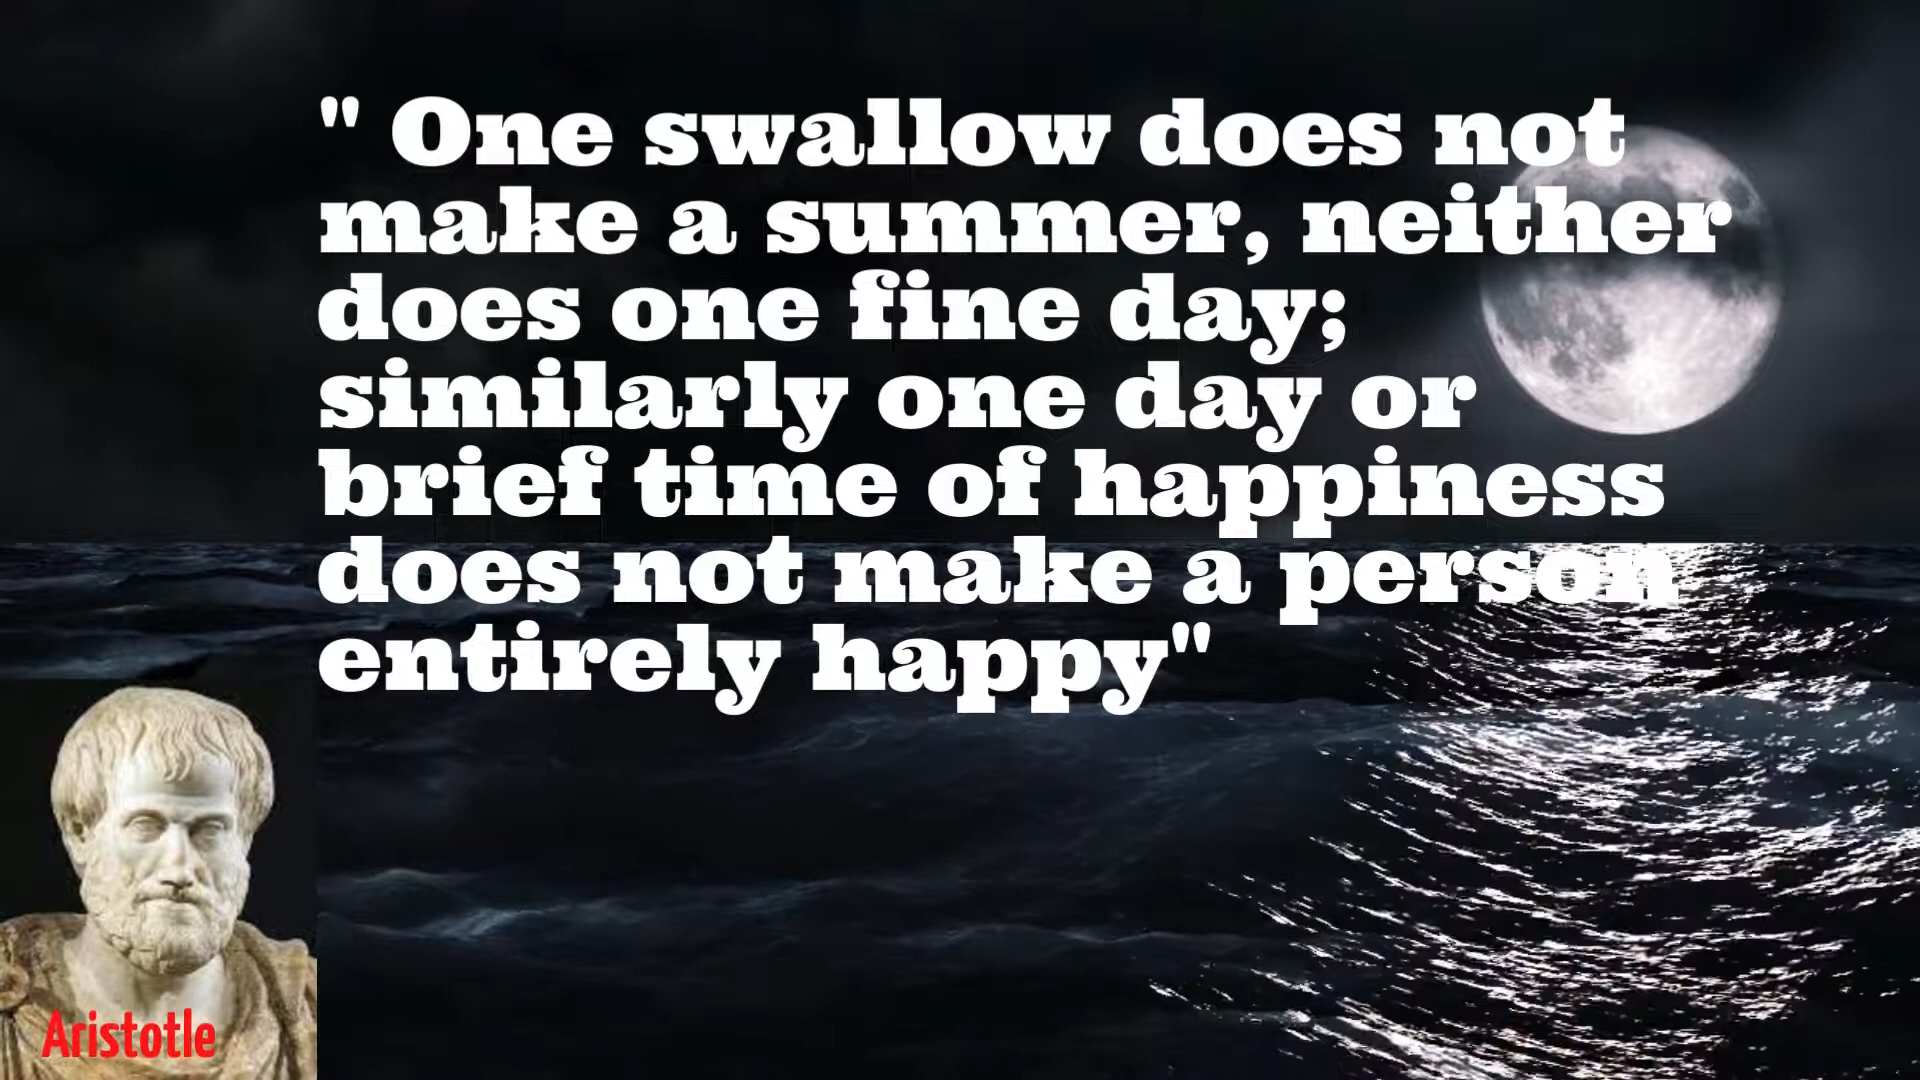 " One swallow does not
make a summer, neither
does one fine day;
similarly one day or
brief time of happiness
does not make a person
entirely happy"
Aristotle